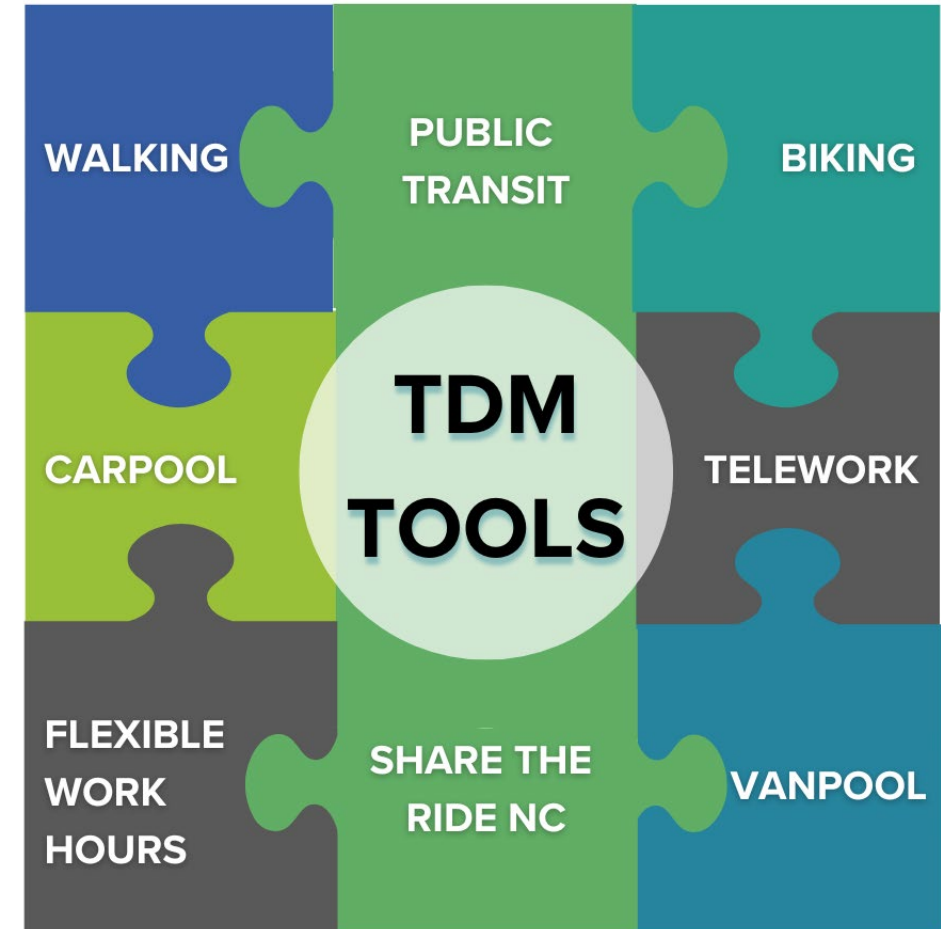 WALKING
PUBLIC
TRANSIT
BIKING
CARPOOL
TDM
TOOLS
TELEWORK
FLEXIBLE
WORK
HOURS
SHARE THE
RIDE NC
VANPOOL